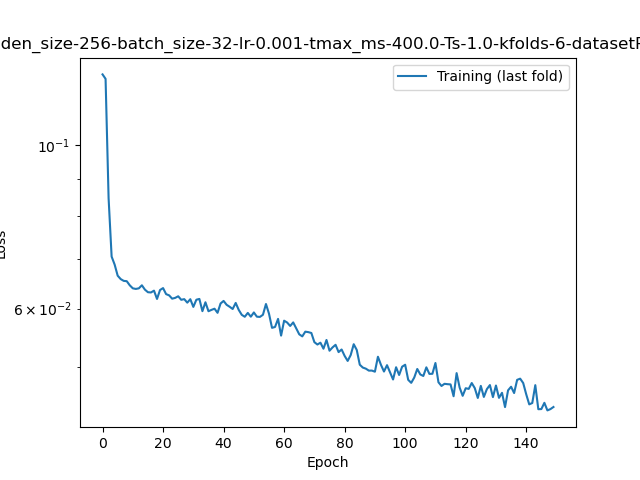 den_size-256-batch_size-32-lr-0.001-tmax_ms-400.0-Ts-1.0-kfolds-6-dataset
Training (last fold)
10⁻¹
6 × 10⁻²
Loss
0 20 40 60 80 100 120 140
Epoch